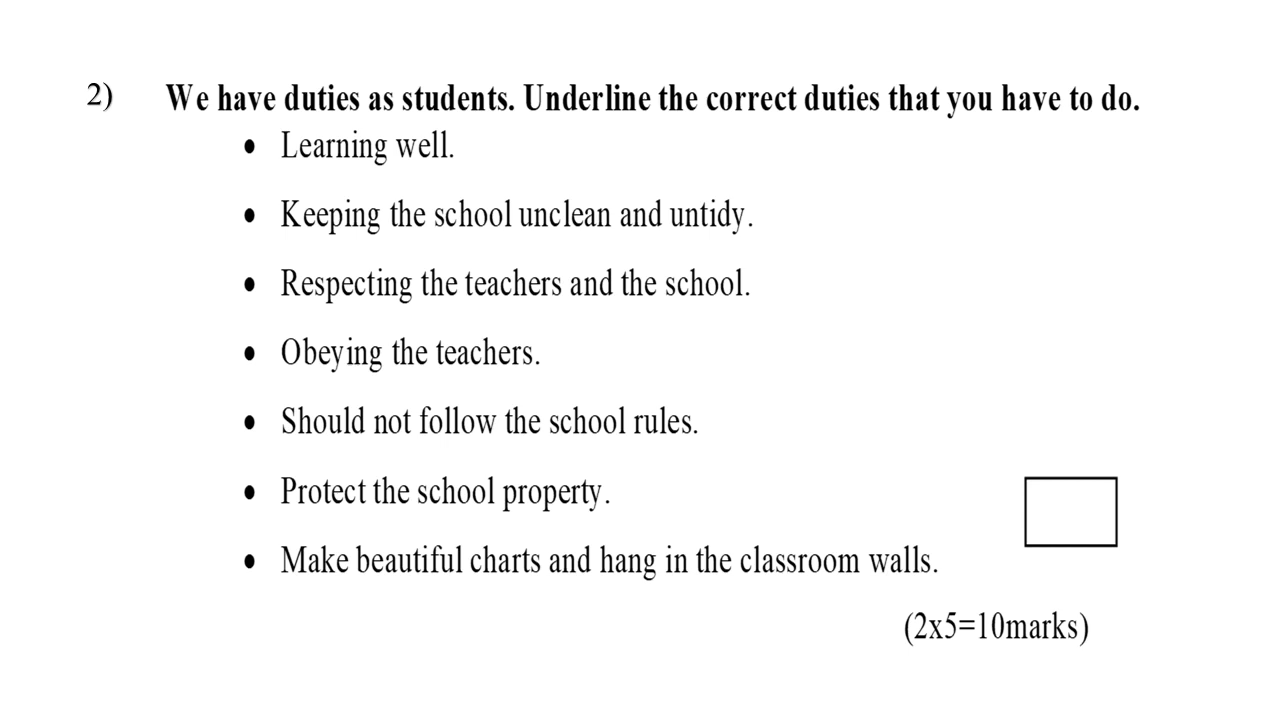 2) We have duties as students. Underline the correct duties that you have to do.
• Learning well.
• Keeping the school unclean and untidy.
• Respecting the teachers and the school.
• Obeying the teachers.
• Should not follow the school rules.
• Protect the school property.
• Make beautiful charts and hang in the classroom walls.
(2x5=10marks)